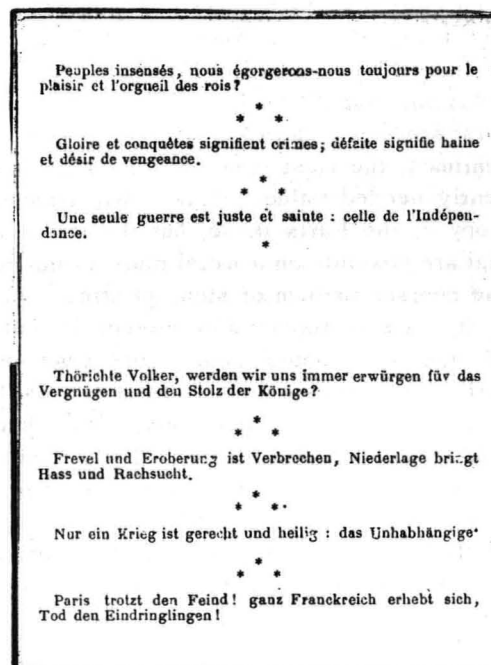 Peuples insensés, nous égorgerons-nous toujours pour le
plaisir et l'orgueil des rois?
*
* *
Gloire et conquêtes signifient crimes; défaite signifie haine
et désir de vengeance.
*
* *
Une seule guerre est juste et sainte : celle de l'Indépen-
dance.
*
Thörichte Volker, werden wir uns immer erwürgen für das
Vergnügen und den Stolz der Könige?
*
* *
Frevel und Eroberung ist Verbrechen, Niederlage bringt
Hass und Rachsucht.
*
* *.
Nur ein Krieg ist gerecht und heilig : das Unhabhängige
*
* *
Paris trotzt den Feind! ganz Franckreich erhebt sich,
Tod den Eindringlingen!